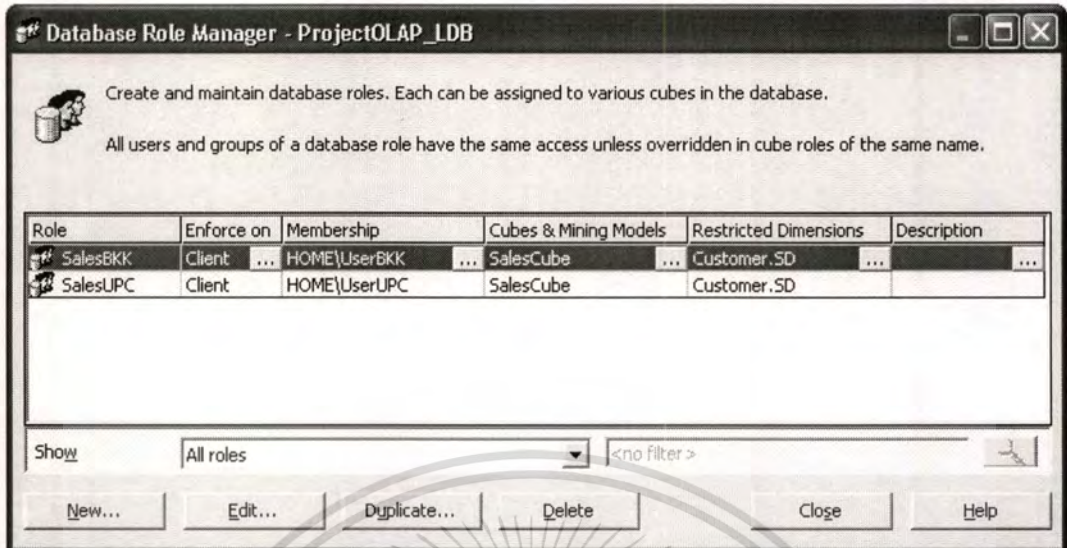 Database Role Manager - ProjectOLAP_LDB
Create and maintain database roles. Each can be assigned to various cubes in the database.
All users and groups of a database role have the same access unless overridden in cube roles of the same name.
Role Enforce on Membership Cubes & Mining Models Restricted Dimensions Description
SalesBKK Client ... HOME\UserBKK ... SalesCube ... Customer.SD ... ...
SalesUPC Client HOME\UserUPC SalesCube Customer.SD
Show All roles <no filter>
New... Edit... Duplicate... Delete Close Help